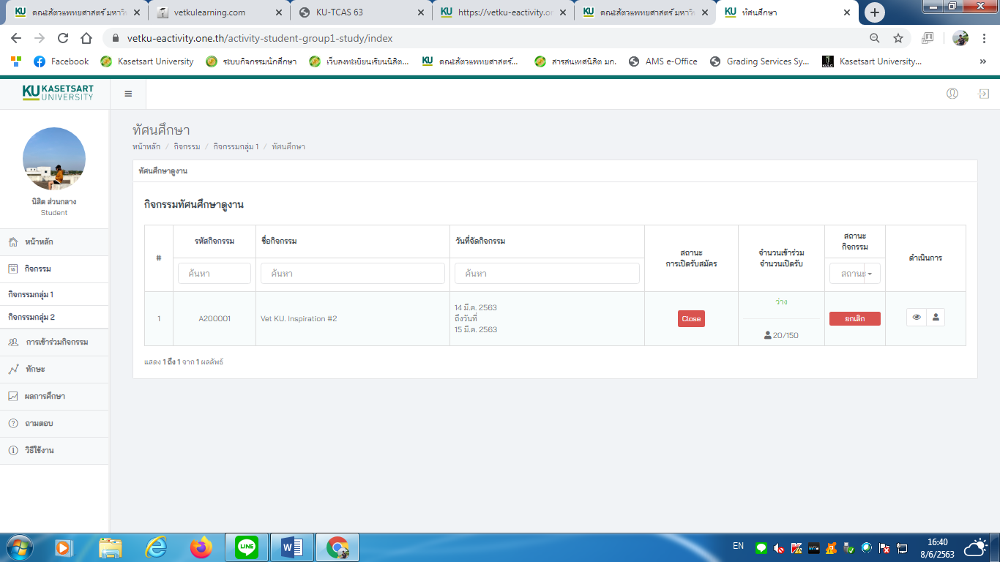 คณะสัตวแพทยศาสตร์ มหาวิ
vetkulearning.com
KU-TCAS 63
https://vetku-eactivity.on
คณะสัตวแพทยศาสตร์ มหาวิ
ทัศนศึกษา
vetku-eactivity.one.th/activity-student-group1-study/index
Facebook
Kasetsart University
ระบบกิจกรรมนักศึกษา
เว็บลงทะเบียนเรียนนิสิต...
KU คณะสัตวแพทยศาสตร์...
สารสนเทศนิสิต มก.
AMS e-Office
Grading Services Sy...
Kasetsart University...
»
KU KASETSART UNIVERSITY
ทัศนศึกษา
หน้าหลัก / กิจกรรม / กิจกรรมกลุ่ม 1 / ทัศนศึกษา
นิสิต ส่วนกลาง
Student
หน้าหลัก
กิจกรรม
กิจกรรมกลุ่ม 1
กิจกรรมกลุ่ม 2
การเข้าร่วมกิจกรรม
ทักษะ
ผลการศึกษา
ถามตอบ
วิธีใช้งาน
ทัศนศึกษาดูงาน
กิจกรรมทัศนศึกษาดูงาน
#
รหัสกิจกรรม
ชื่อกิจกรรม
วันที่จัดกิจกรรม
สถานะ
การเปิดรับสมัคร
จำนวนเข้าร่วม
จำนวนเปิดรับ
สถานะ
กิจกรรม
ดำเนินการ
ค้นหา
ค้นหา
ค้นหา
สถานะ
1
A200001
Vet KU. Inspiration #2
14 มี.ค. 2563
ถึงวันที่
15 มี.ค. 2563
Close
ว่าง
20/150
ยกเลิก
แสดง 1 ถึง 1 จาก 1 ผลลัพธ์
LINE
EN
16:40
8/6/2563